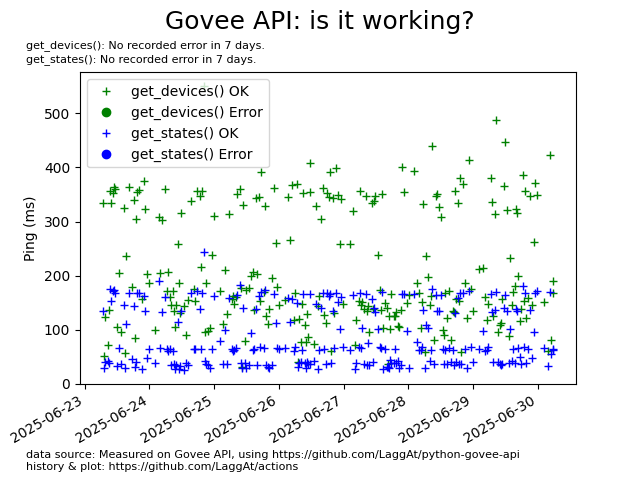 Govee API: is it working?
get_devices(): No recorded error in 7 days.
get_states(): No recorded error in 7 days.
get_devices() OK
get_devices() Error
get_states() OK
get_states() Error
Ping (ms)
500
400
300
200
100
0
2025-06-23
2025-06-24
2025-06-25
2025-06-26
2025-06-27
2025-06-28
2025-06-29
2025-06-30
data source: Measured on Govee API, using https://github.com/LaggAt/python-govee-api
history & plot: https://github.com/LaggAt/actions